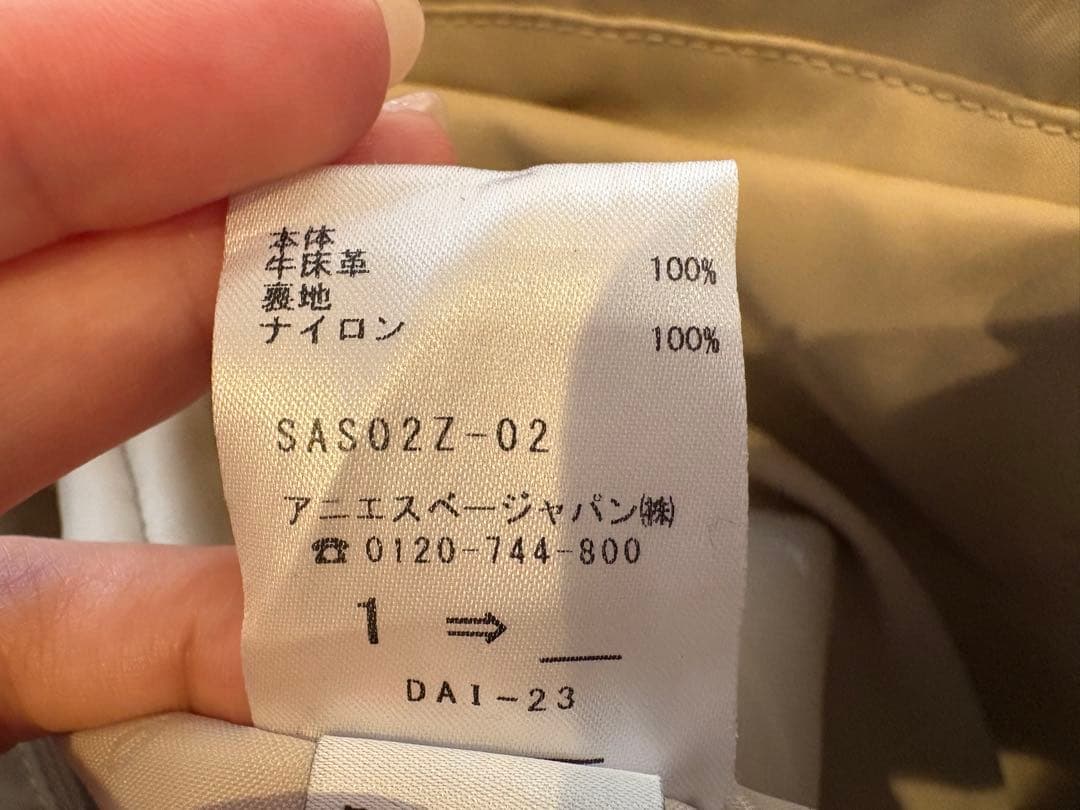 本体
牛床革 100%
裏地
ナイロン 100%
SAS02Z-02
アニエスベージャパン㈱
☎0120-744-800
1 ⇒
DAI-23